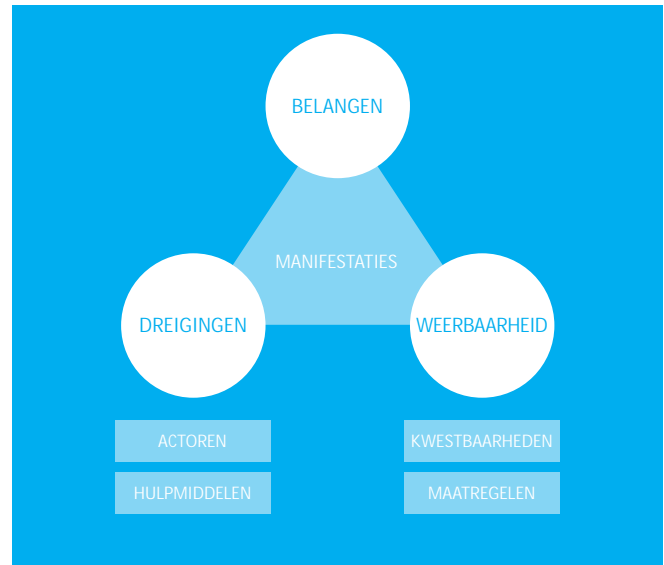 BELANGEN
MANIFESTATIES
DREIGINGEN
WEERBAARHEID
ACTOREN
KWESTBAARHEDEN
HULPMIDDELEN
MAATREGELEN